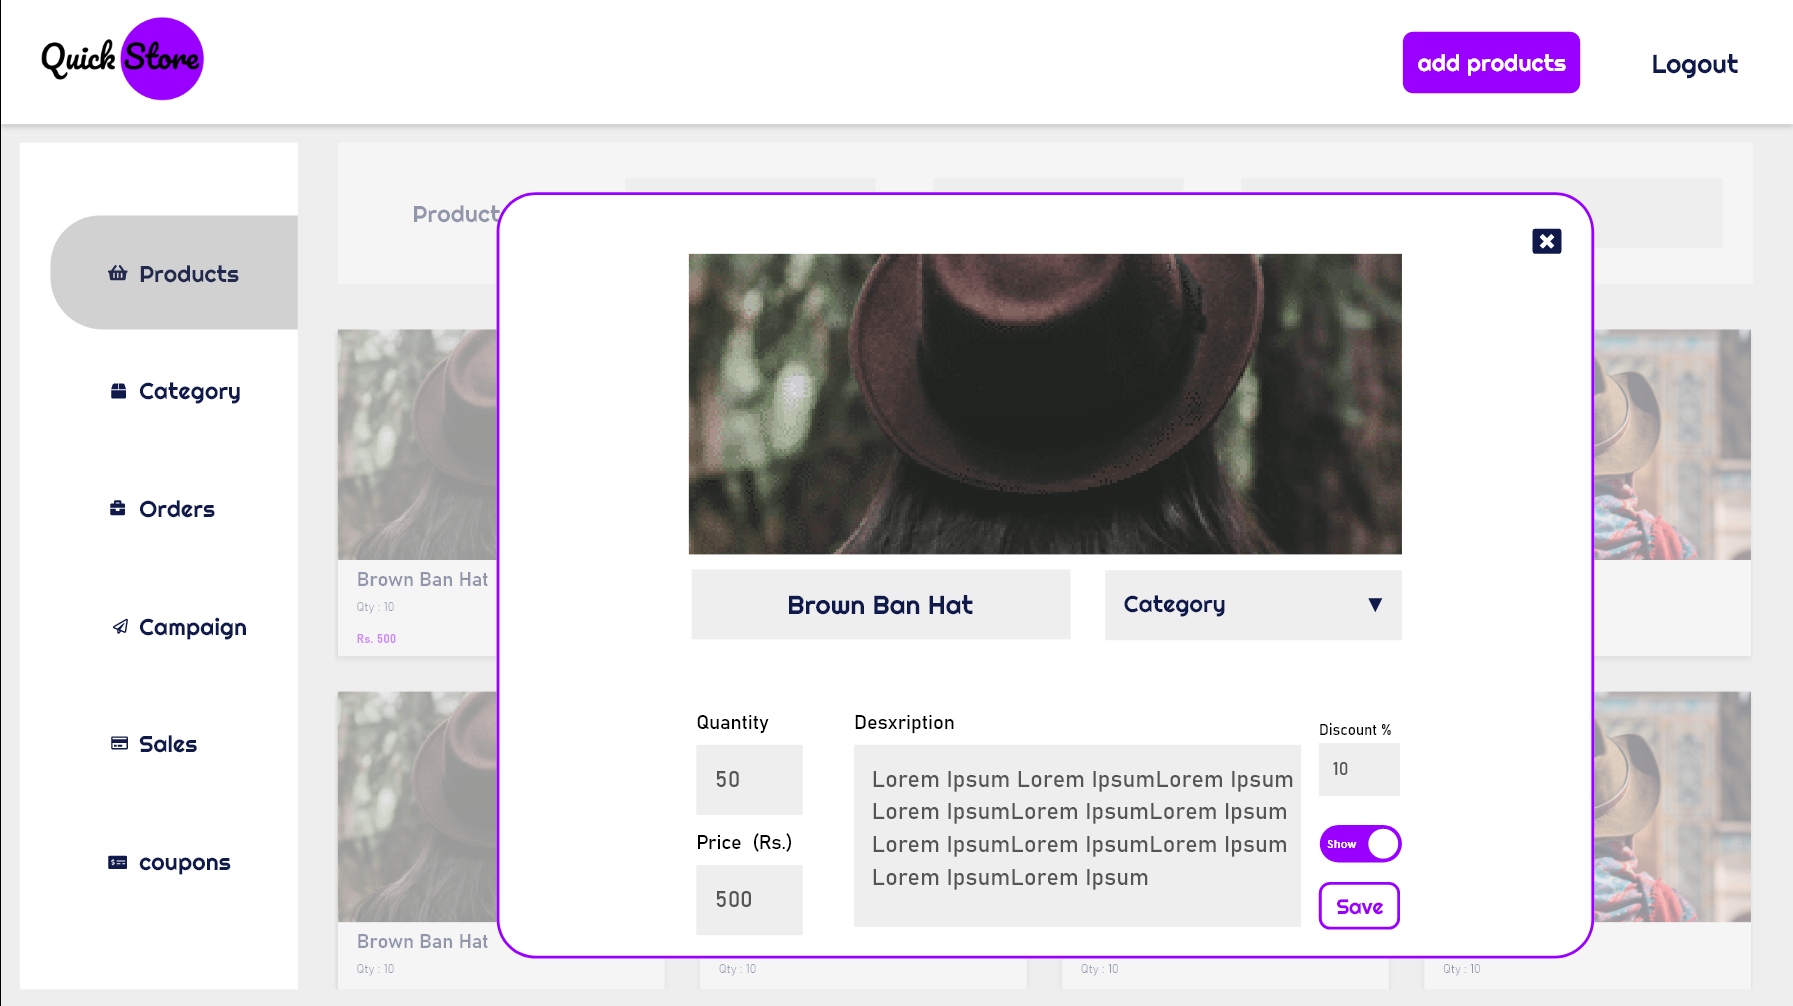 Quick Store
add products
Logout
Products
Category
Orders
Campaign
Sales
coupons
Product
Brown Ban Hat
Qty : 10
Rs. 500
Brown Ban Hat
Qty : 10
Qty : 10
Qty : 10
Qty : 10
Brown Ban Hat
Category
Quantity
50
Price (Rs.)
500
Desxription
Lorem Ipsum Lorem IpsumLorem Ipsum
Lorem IpsumLorem IpsumLorem Ipsum
Lorem IpsumLorem IpsumLorem Ipsum
Lorem IpsumLorem Ipsum
Discount %
10
Show
Save